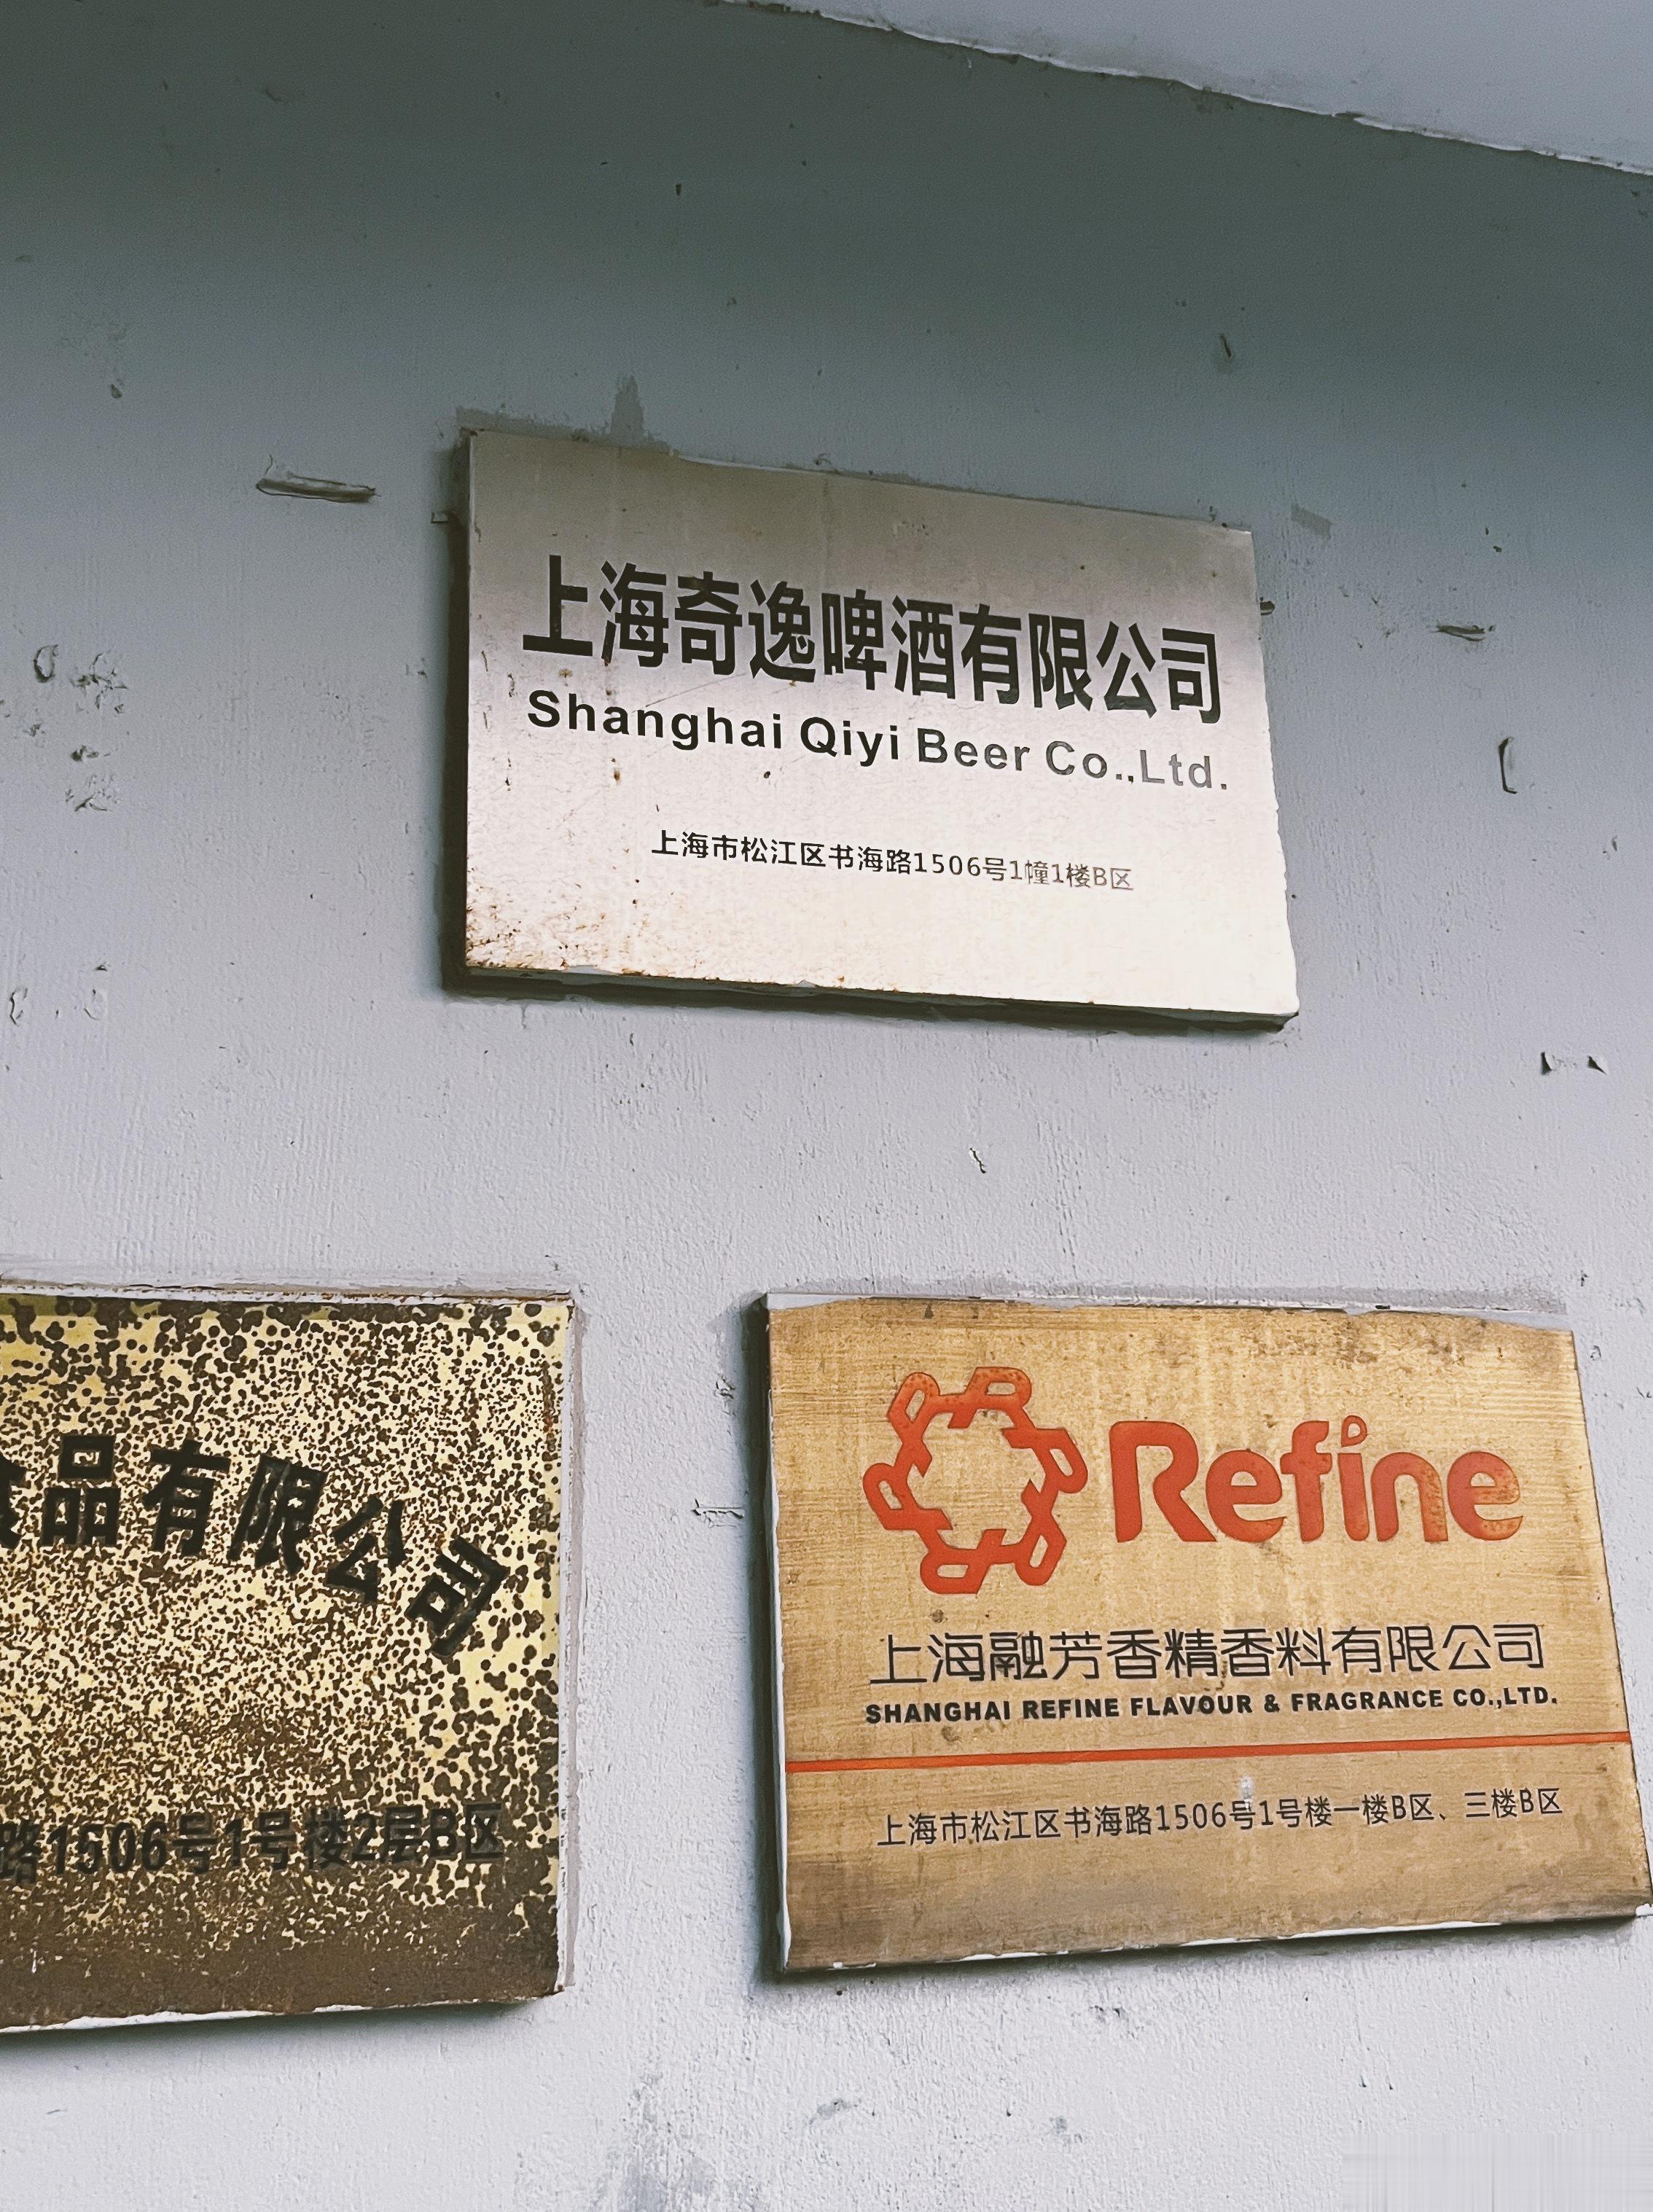 上海奇逸啤酒有限公司
Shanghai Qiyi Beer Co.,Ltd.
上海市松江区书海路1506号1幢1楼B区
品有限公司
路1506号1号楼2层B区
Refine
上海融芳香精香料有限公司
SHANGHAI REFINE FLAVOUR & FRAGRANCE CO.,LTD.
上海市松江区书海路1506号1号楼一楼B区、三楼B区